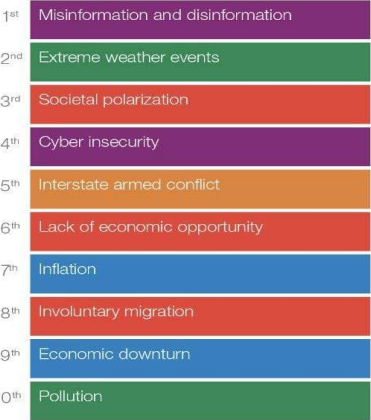 1st Misinformation and disinformation
2nd Extreme weather events
3rd Societal polarization
4th Cyber insecurity
5th Interstate armed conflict
6th Lack of economic opportunity
7th Inflation
8th Involuntary migration
9th Economic downturn
0th Pollution